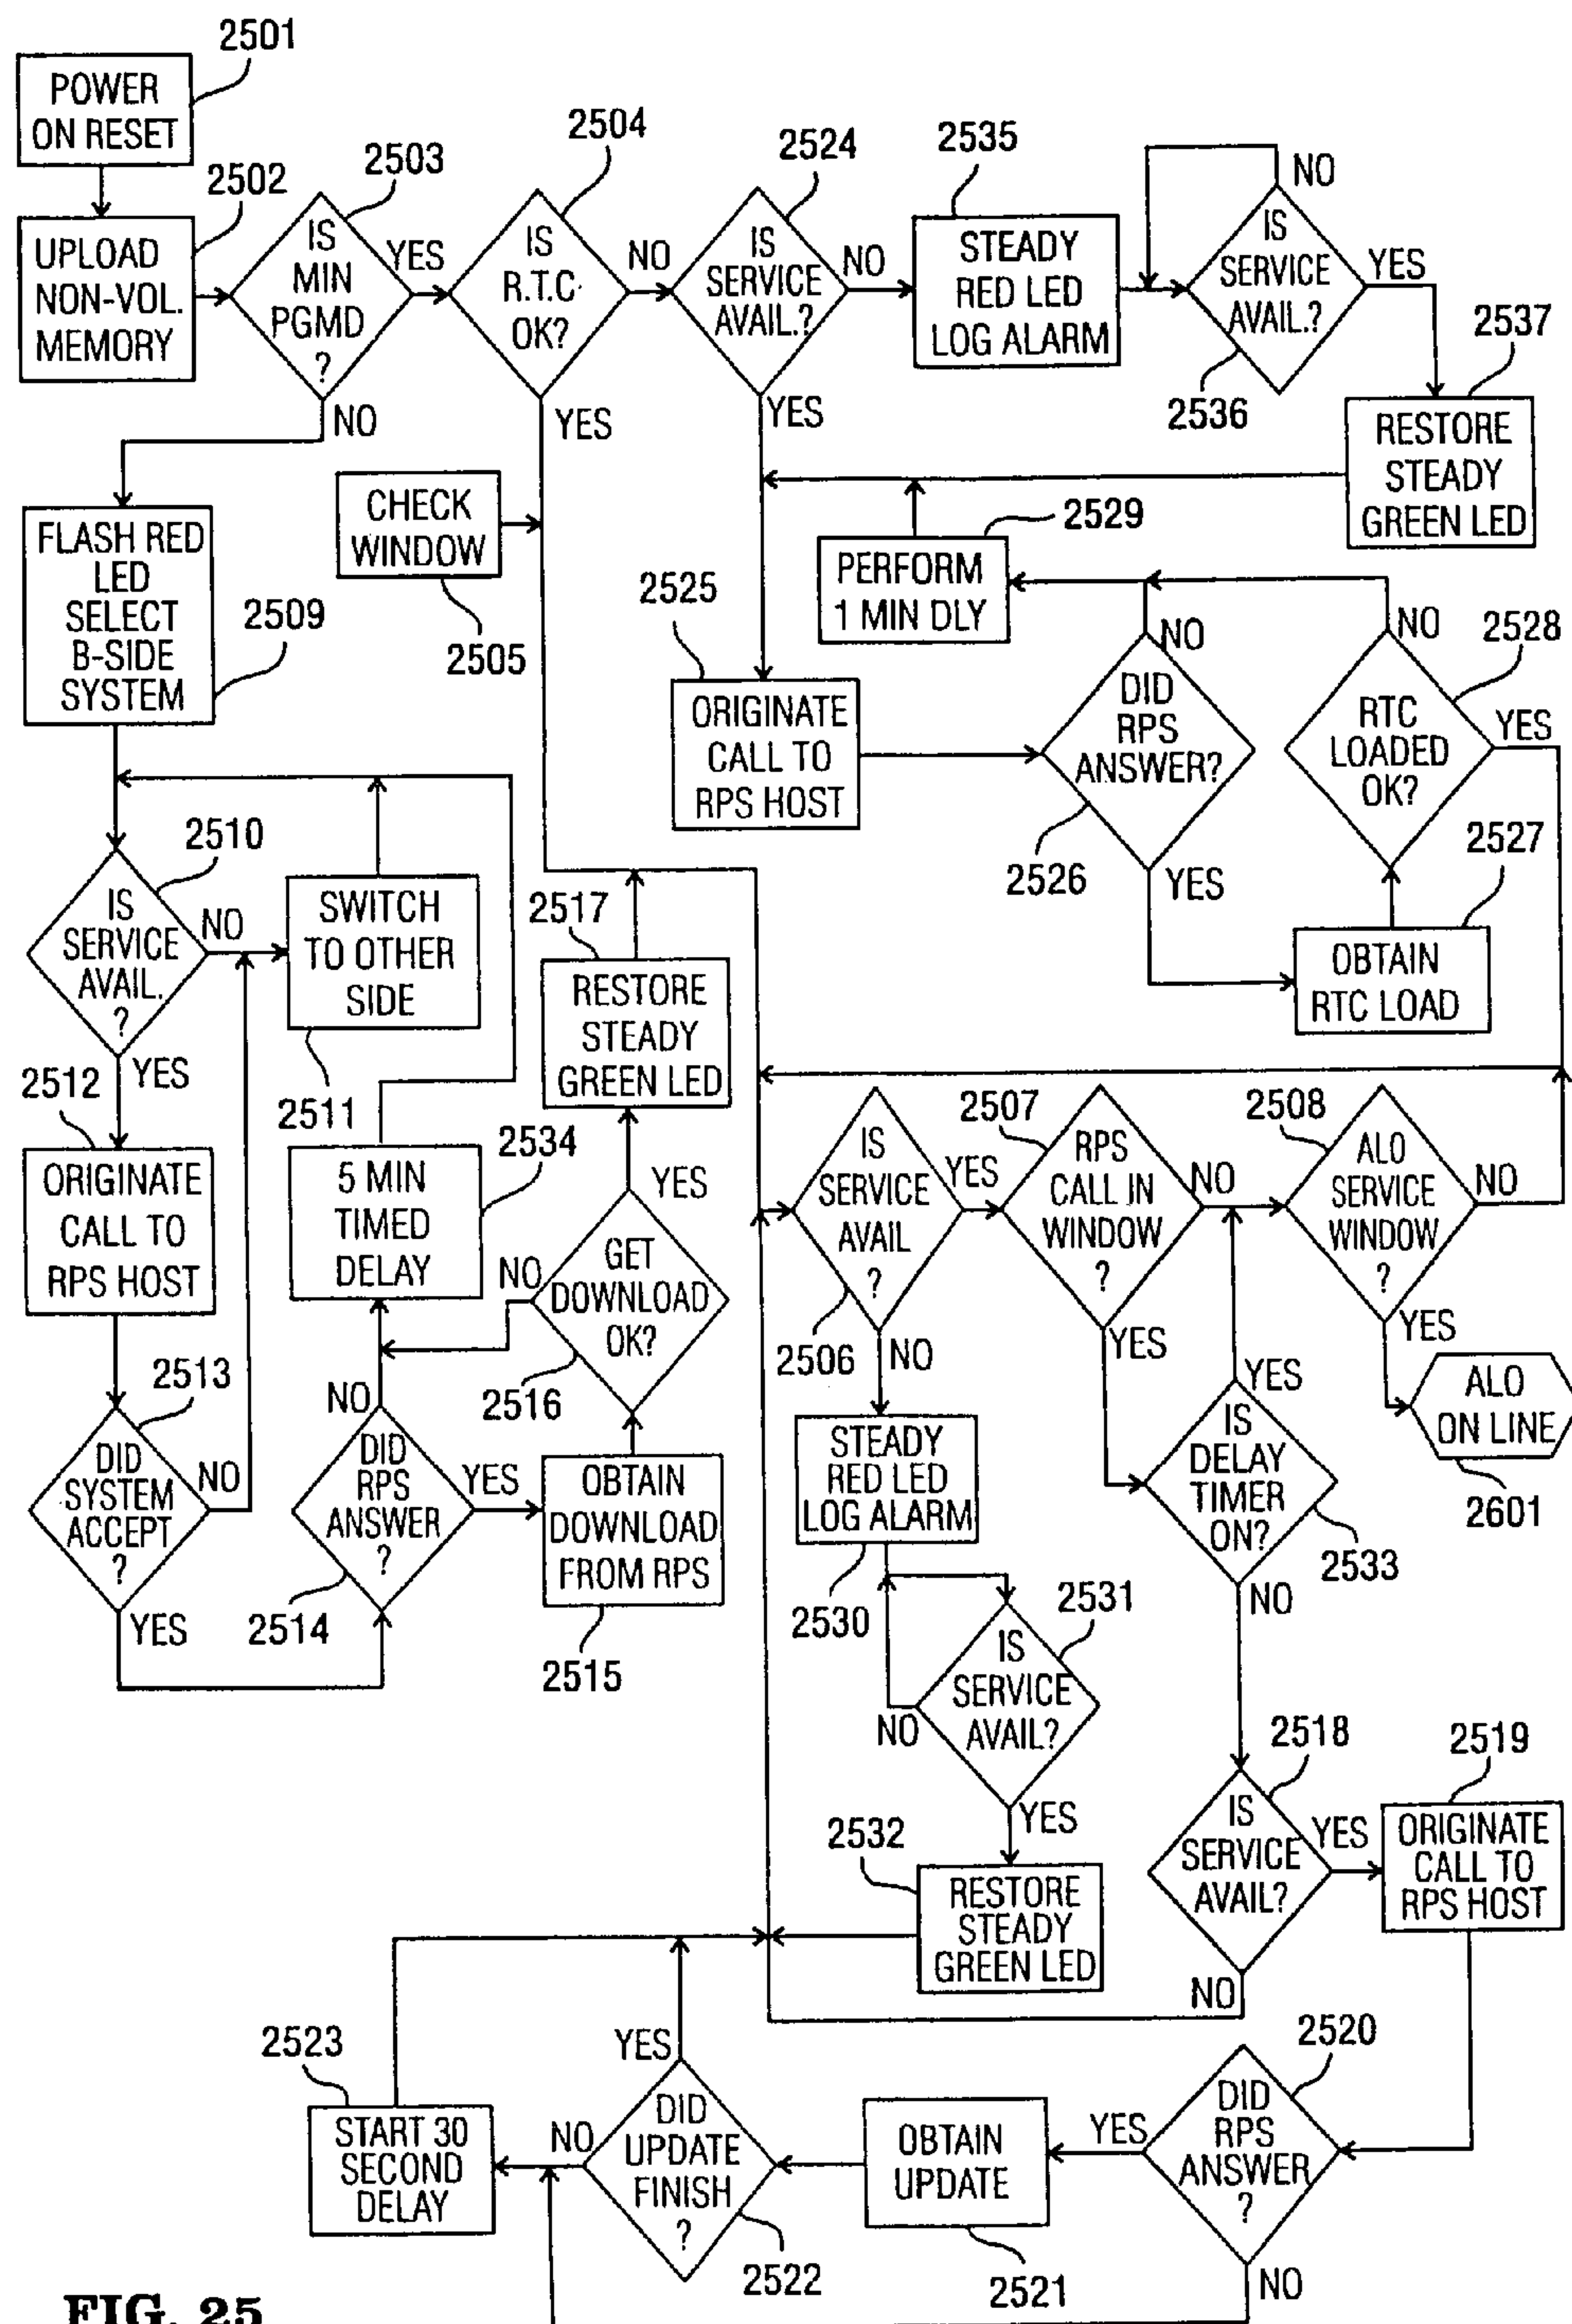 2501
POWER
ON RESET
2502
UPLOAD
NON-VOL.
MEMORY
2503
IS
MIN
PGMD
?
YES
NO
2504
IS
R.T.C.
OK?
NO
YES
2524
IS
SERVICE
AVAIL.?
NO
YES
2535
STEADY
RED LED
LOG ALARM
NO
IS
SERVICE
AVAIL.?
YES
2536
2537
RESTORE
STEADY
GREEN LED
CHECK
WINDOW
2505
FLASH RED
LED
SELECT
B-SIDE
SYSTEM
2509
2529
PERFORM
1 MIN DLY
2525
ORIGINATE
CALL TO
RPS HOST
NO
DID
RPS
ANSWER?
2526
YES
NO
2528
RTC
LOADED
OK?
YES
2527
OBTAIN
RTC LOAD
2510
IS
SERVICE
AVAIL.
?
NO
YES
SWITCH
TO OTHER
SIDE
2511
2517
RESTORE
STEADY
GREEN LED
2512
ORIGINATE
CALL TO
RPS HOST
2534
5 MIN
TIMED
DELAY
YES
GET
DOWNLOAD
OK?
NO
2516
2513
DID
SYSTEM
ACCEPT
?
NO
YES
NO
DID
RPS
ANSWER
?
YES
2514
OBTAIN
DOWNLOAD
FROM RPS
2515
IS
SERVICE
AVAIL
?
YES
2506
NO
2507
RPS
CALL IN
WINDOW
?
NO
YES
2508
ALO
SERVICE
WINDOW
?
NO
YES
ALO
ON LINE
2601
STEADY
RED LED
LOG ALARM
2530
YES
IS
DELAY
TIMER
ON?
2533
NO
2531
IS
SERVICE
AVAIL?
NO
YES
2532
RESTORE
STEADY
GREEN LED
2518
IS
SERVICE
AVAIL?
YES
NO
2519
ORIGINATE
CALL TO
RPS HOST
2520
DID
RPS
ANSWER
?
YES
NO
OBTAIN
UPDATE
2521
YES
DID
UPDATE
FINISH
?
NO
2522
2523
START 30
SECOND
DELAY
FIG. 25